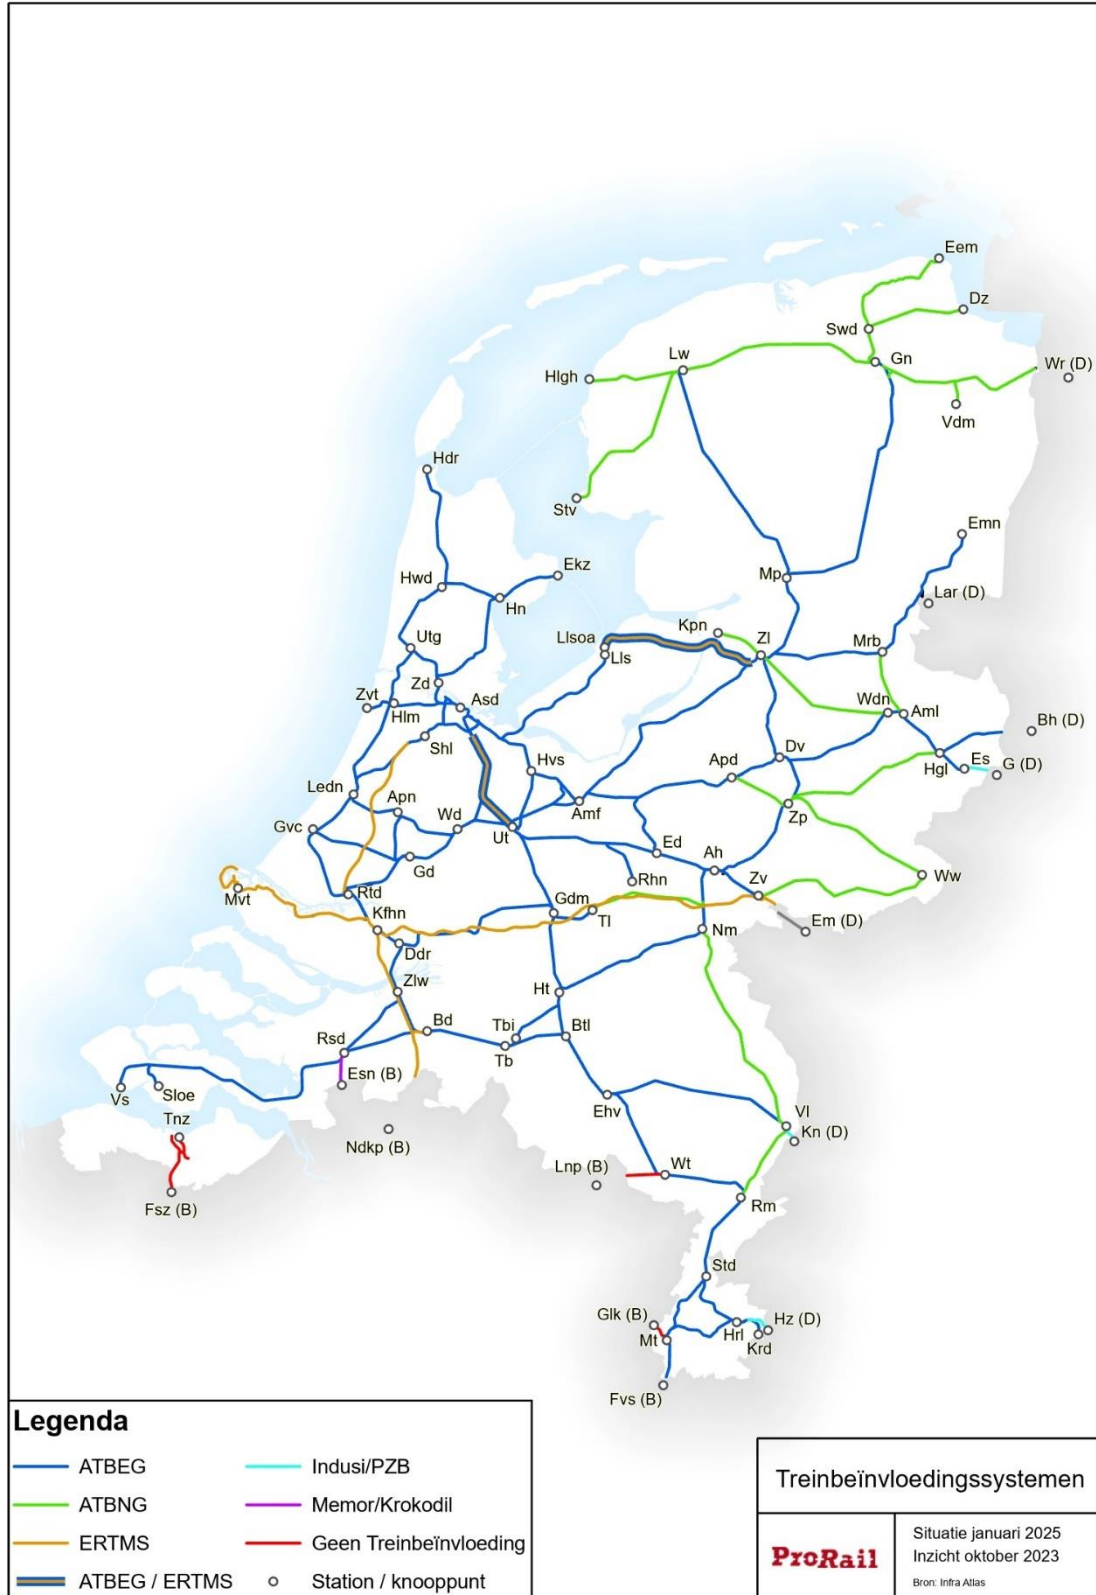 Eem
Dz
Swd
Gn
Lw
Wr (D)
Hlgh
Vdm
Hdr
Stv
Emn
Ekz
Hwd
Mp
Hn
Lar (D)
Kpn
Utg
Llsoa
Zl
Mrb
Lls
Zd
Zvt
Asd
Wdn
Hlm
Aml
Bh (D)
Shl
Dv
Hvs
Apd
Hgl
Es
G (D)
Ledn
Apn
Wd
Amf
Zp
Gvc
Ut
Ed
Ah
Gd
Rhn
Zv
Ww
Mvt
Rtd
Gdm
Tl
Kfhn
Em (D)
Nm
Ddr
Zlw
Ht
Bd
Tbi
Btl
Rsd
Tb
Esn (B)
Vs
Sloe
Ehv
Tnz
Vl
Kn (D)
Ndkp (B)
Lnp (B)
Wt
Fsz (B)
Rm
Std
Glk (B)
Hz (D)
Hrl
Mt
Krd
Fvs (B)
Legenda
ATBEG
ATBNG
ERTMS
ATBEG / ERTMS
Indusi/PZB
Memor/Krokodil
Geen Treinbeïnvloeding
Station / knooppunt
Treinbeïnvloedingssystemen
ProRail
Situatie januari 2025
Inzicht oktober 2023
Bron: Infra Atlas